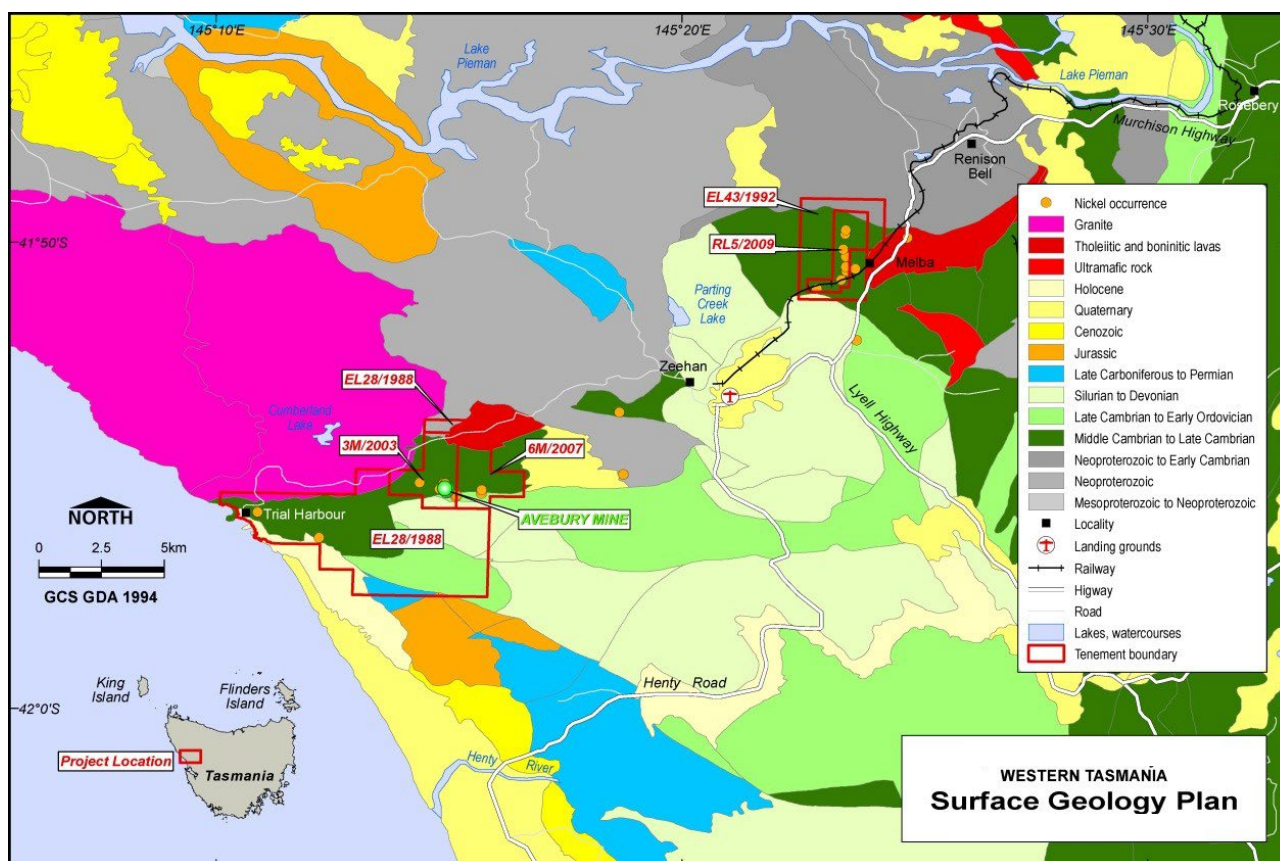 145°10'E
145°20'E
145°30'E
Lake
Pieman
Lake Pieman
Rosebery
Murchison Highway
Renison
Bell
EL43/1992
41°50'S
RL5/2009
Melba
Parting
Creek
Lake
Zeehan
EL28/1988
Cumberland
Lake
Lyell Highway
3M/2003
6M/2007
NORTH
Trial Harbour
AVEBURY MINE
EL28/1988
0 2.5 5km
GCS GDA 1994
Nickel occurrence
Granite
Tholeiitic and boninitic lavas
Ultramafic rock
Holocene
Quaternary
Cenozoic
Jurassic
Late Carboniferous to Permian
Silurian to Devonian
Late Cambrian to Early Ordovician
Middle Cambrian to Late Cambrian
Neoproterozoic to Early Cambrian
Neoproterozoic
Mesoproterozoic to Neoproterozoic
Locality
Landing grounds
Railway
Higway
Road
Lakes, watercourses
Tenement boundary
King
Island
Flinders
Island
Henty Road
42°0'S
Project Location
Tasmania
Henty River
WESTERN TASMANIA
Surface Geology Plan